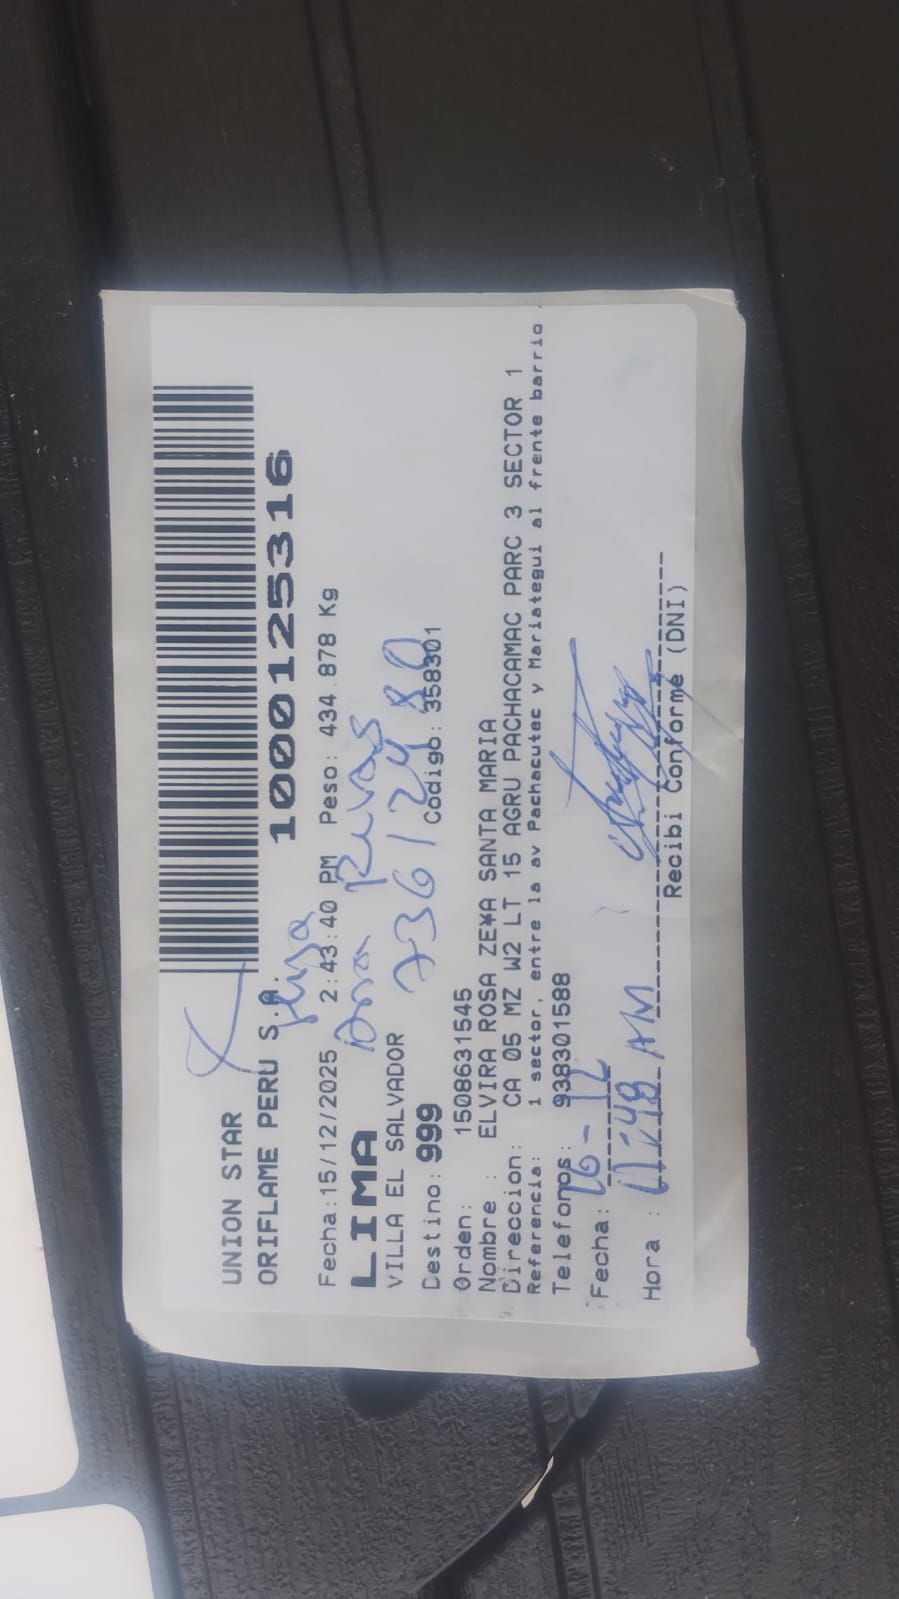 UNION STAR
ORIFLAME PERU S.A.
1000125316
Fecha:15/12/2025 2:43:40 PM Peso: 434.878 Kg
LIMA
Rivas
VILLA EL SALVADOR
Destino: 999 Codigo: 358301
Orden: 1508631545
Nombre : ELVIRA ROSA ZE¥A SANTA MARIA
Direccion: CA 05 MZ W2 LT 15 AGRU PACHACAMAC PARC 3 SECTOR 1
Referencia: 1 sector, entre la av Pachacutec y Mariategui al frente barrio
Telefonos: 938301588
Fecha: 16-12
Hora : 11:48 AM
Recibi Conforme (DNI)